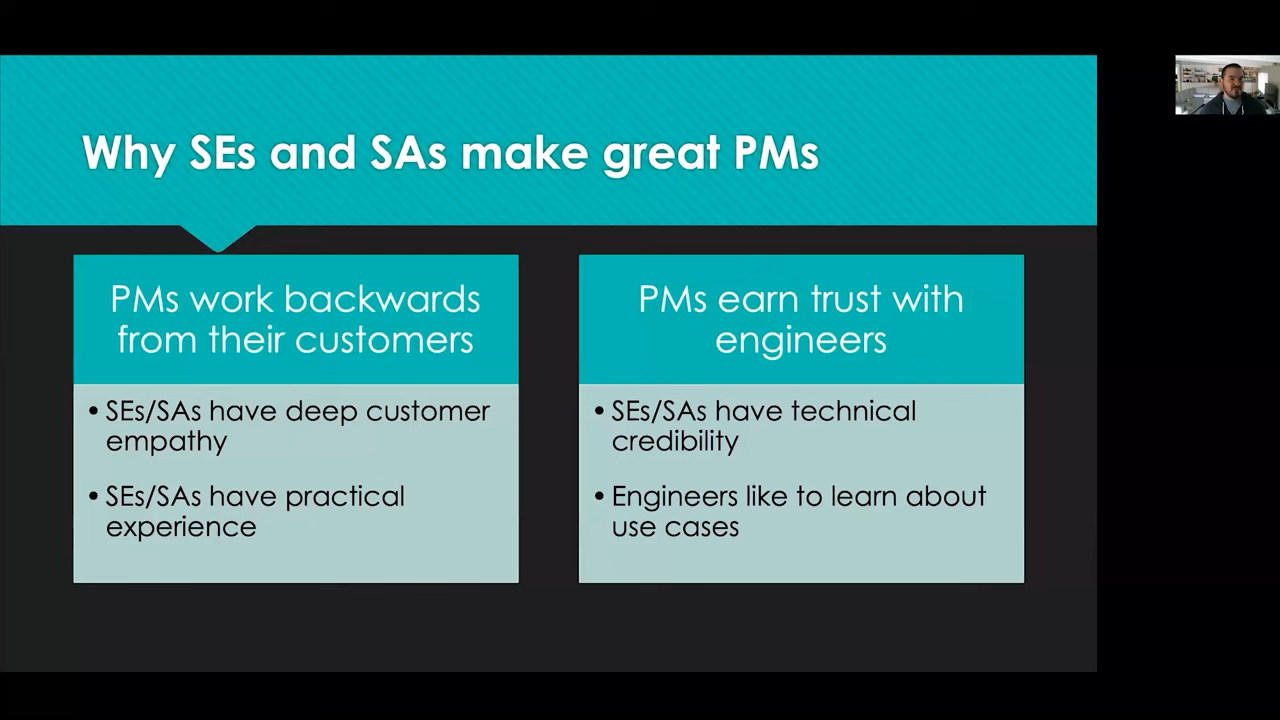 Why SEs and SAs make great PMs
PMs work backwards
from their customers
• SEs/SAs have deep customer
empathy
• SEs/SAs have practical
experience
PMs earn trust with
engineers
• SEs/SAs have technical
credibility
• Engineers like to learn about
use cases